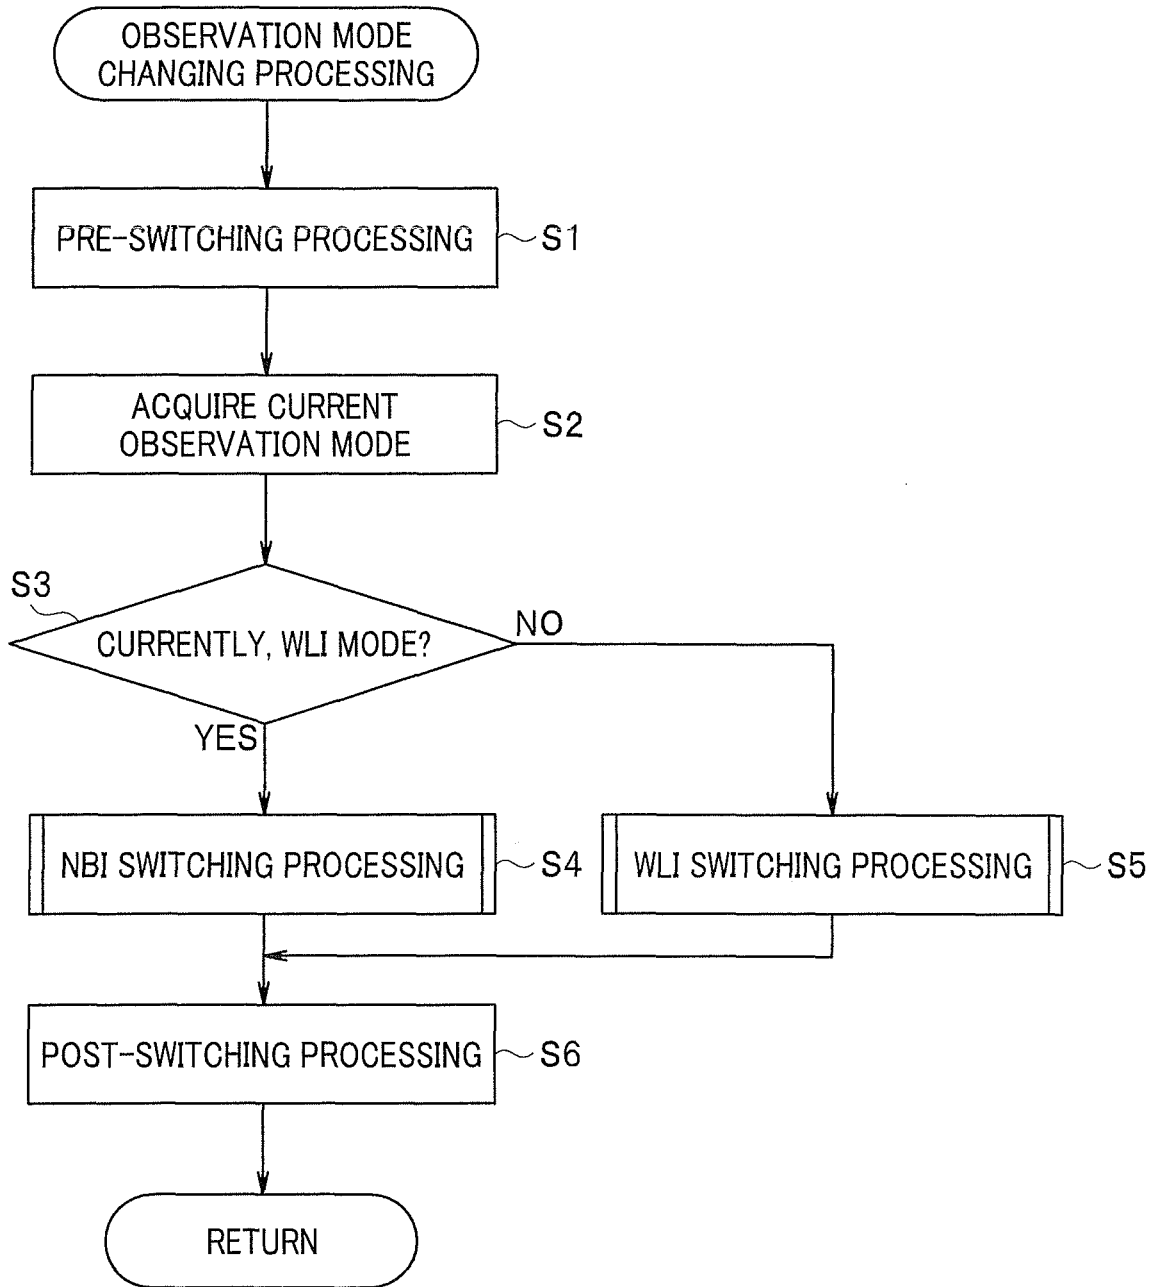 OBSERVATION MODE
CHANGING PROCESSING
PRE-SWITCHING PROCESSING
S1
ACQUIRE CURRENT
OBSERVATION MODE
S2
S3
CURRENTLY, WLI MODE?
NO
YES
NBI SWITCHING PROCESSING
S4
WLI SWITCHING PROCESSING
S5
POST-SWITCHING PROCESSING
S6
RETURN